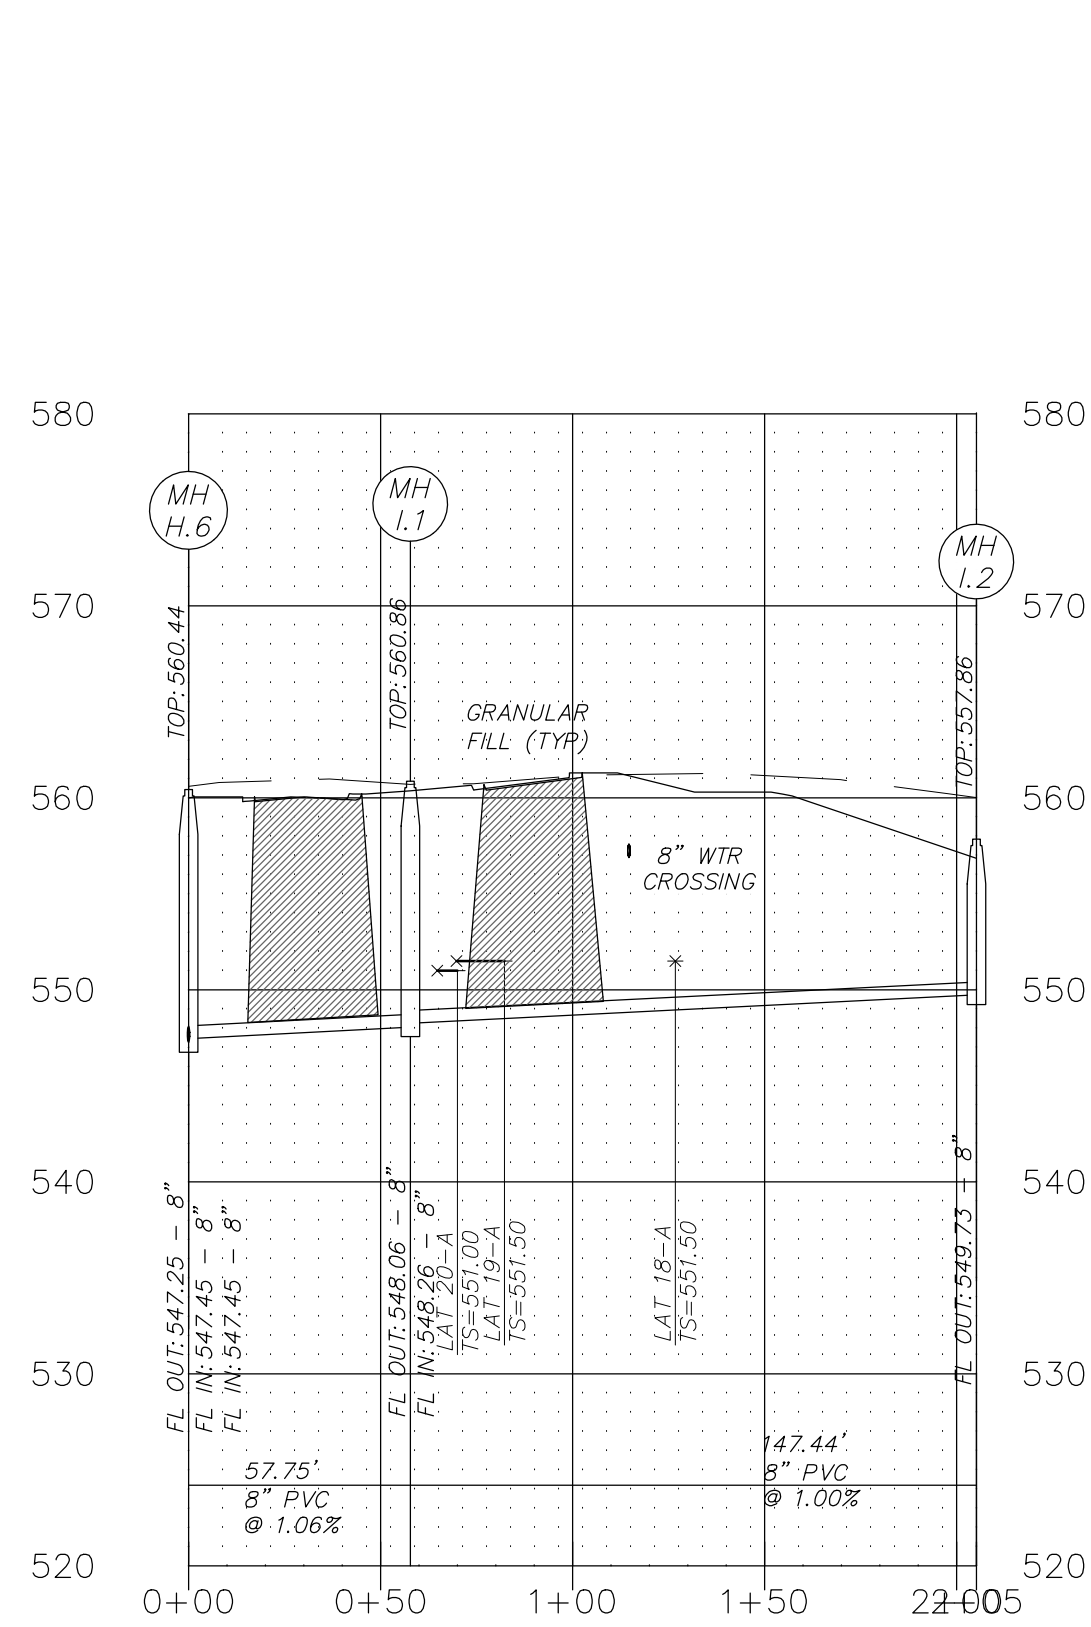 580
580
MH
H.6
MH
I.1
MH
I.2
570
570
TOP:560.44
TOP:560.86
TOP:557.86
GRANULAR
FILL (TYP)
560
560
8" WTR
CROSSING
550
550
540
540
FL OUT:547.25 - 8"
FL IN:547.45 - 8"
FL IN:547.45 - 8"
FL OUT:548.06 - 8"
FL IN:548.26 - 8"
LAT 20-A
TS=551.00
LAT 19-A
TS=551.50
LAT 18-A
TS=551.50
FL OUT:549.73 - 8"
530
530
57.75'
8" PVC
@ 1.06%
147.44'
8" PVC
@ 1.00%
520
520
0+00
0+50
1+00
1+50
2+00
2+05